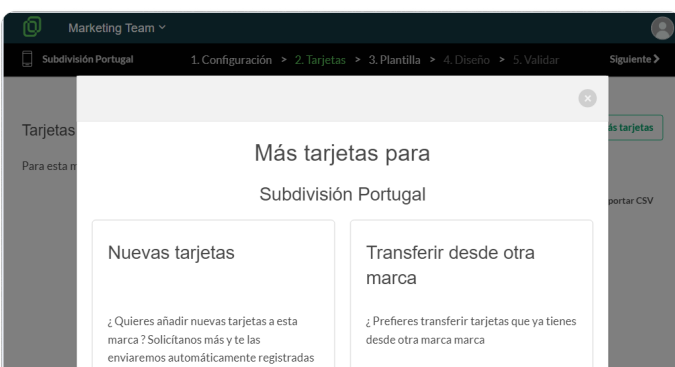 Marketing Team
Subdivisión Portugal 1. Configuración > 2. Tarjetas > 3. Plantilla > 4. Diseño > 5. Validar Siguiente >
Tarjetas
ás tarjetas
Para esta
portar CSV
Más tarjetas para
Subdivisión Portugal
Nuevas tarjetas
¿ Quieres añadir nuevas tarjetas a esta
marca ? Solicítanos más y te las
enviaremos automáticamente registradas
Transferir desde otra
marca
¿ Prefieres transferir tarjetas que ya tienes
desde otra marca marca